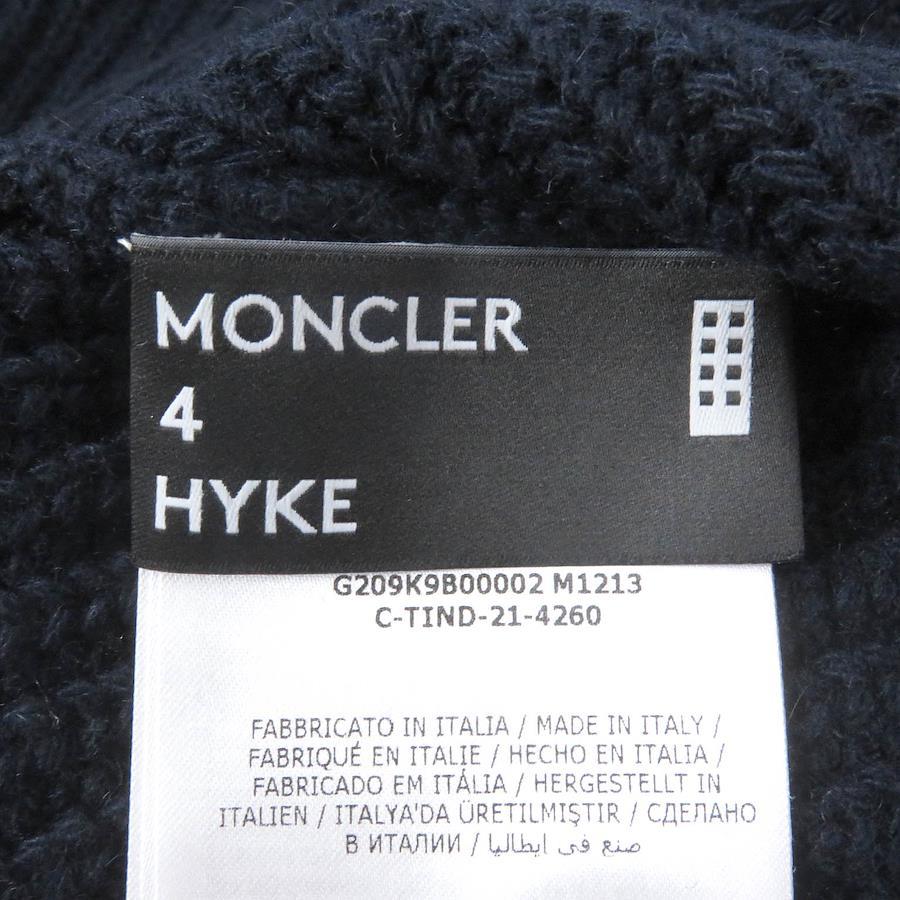 MONCLER
4
HYKE
G209K9B00002 M1213
C-TIND-21-4260
FABBRICATO IN ITALIA / MADE IN ITALY /
FABRIQUÉ EN ITALIE / HECHO EN ITALIA /
FABRICADO EM ITÁLIA / HERGESTELLT IN
ITALIEN / ITALYA'DA ÜRETILMIŞTIR / СДЕЛАНО
В ИТАЛИИ / صنع في ايطاليا